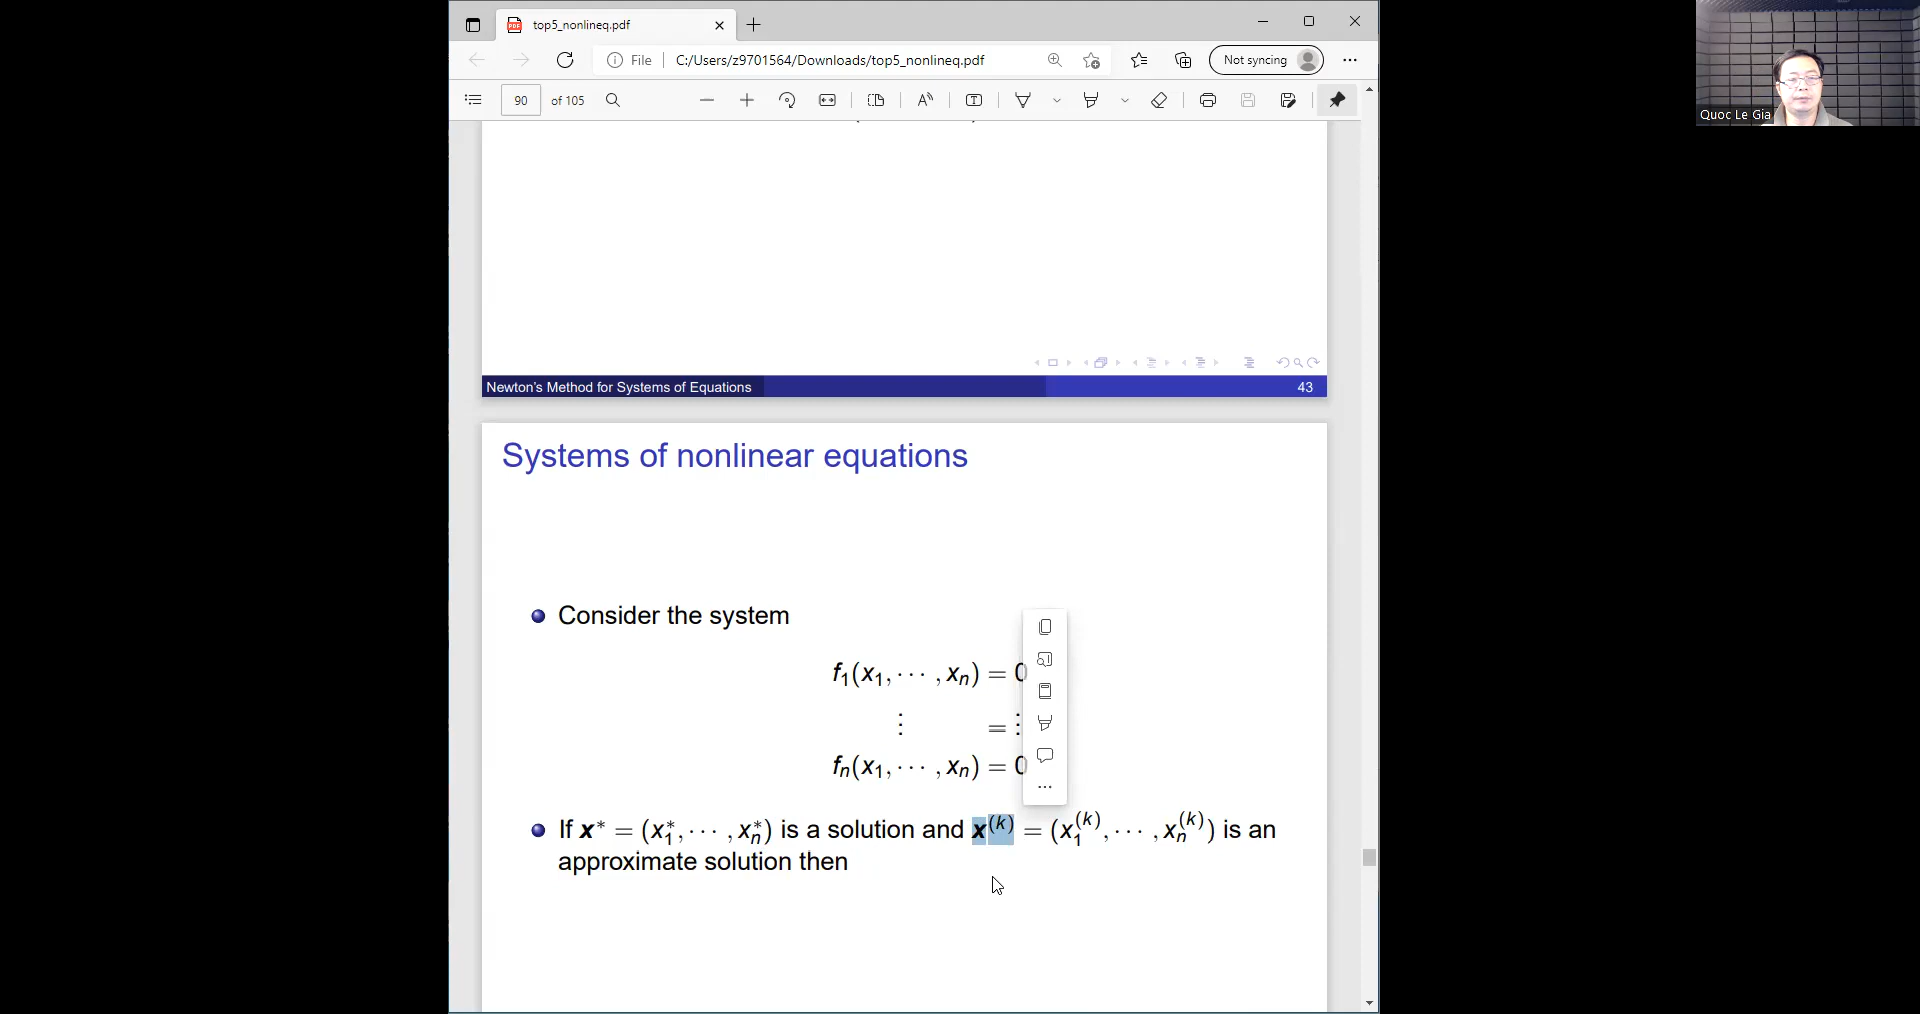 top5_nonlineq.pdf
File C:/Users/z9701564/Downloads/top5_nonlineq.pdf Not syncing
90 of 105
Quoc Le Gia
Newton's Method for Systems of Equations 43
Systems of nonlinear equations
Consider the system
f₁(x₁, ⋯ , xₙ) = 0
⋮ = ⋮
fₙ(x₁, ⋯ , xₙ) = 0
If x* = (x₁*, ⋯ , xₙ*) is a solution and x⁽ᵏ⁾ = (x₁⁽ᵏ⁾, ⋯ , xₙ⁽ᵏ⁾) is an
approximate solution then